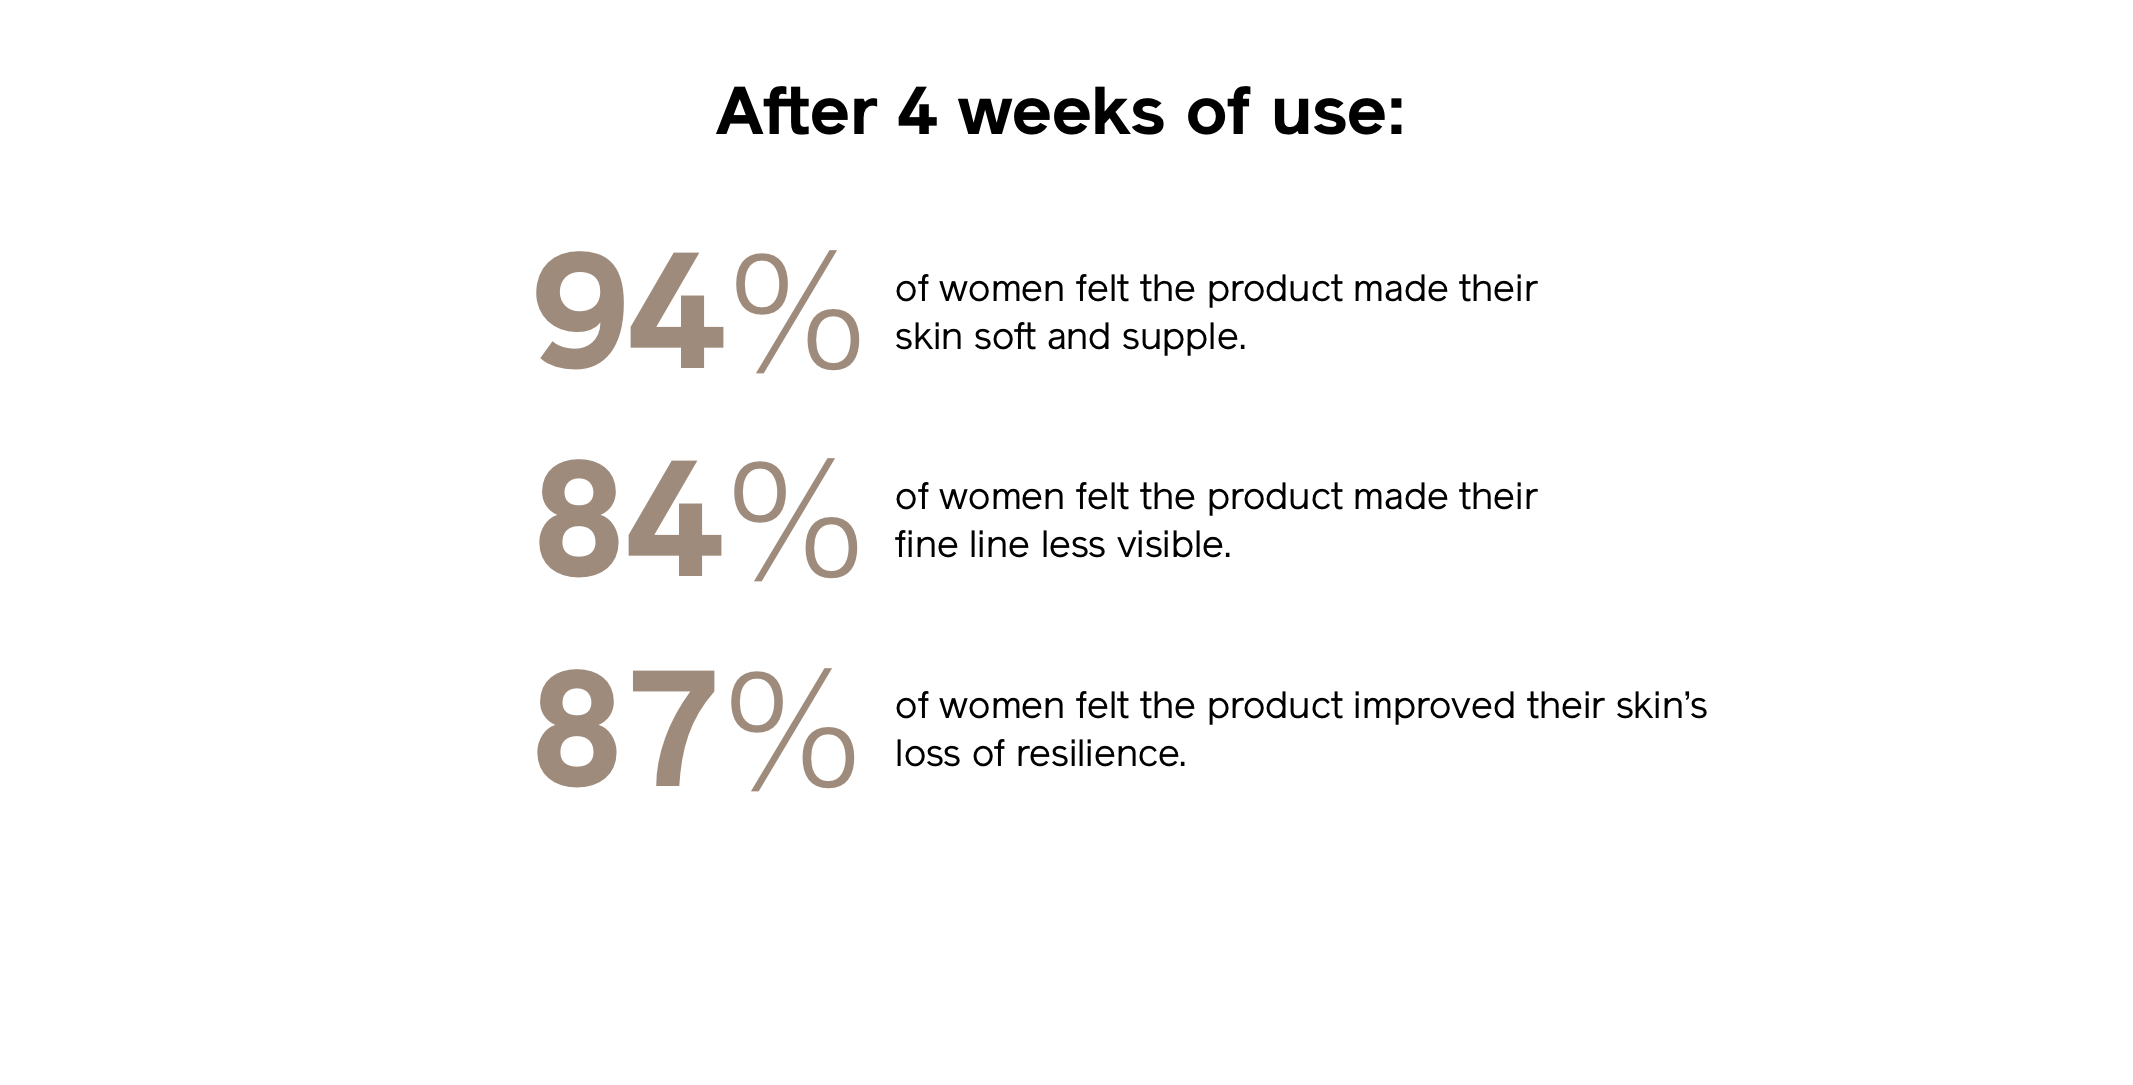 After 4 weeks of use:
94% of women felt the product made their
skin soft and supple.
84% of women felt the product made their
fine line less visible.
87% of women felt the product improved their skin’s
loss of resilience.